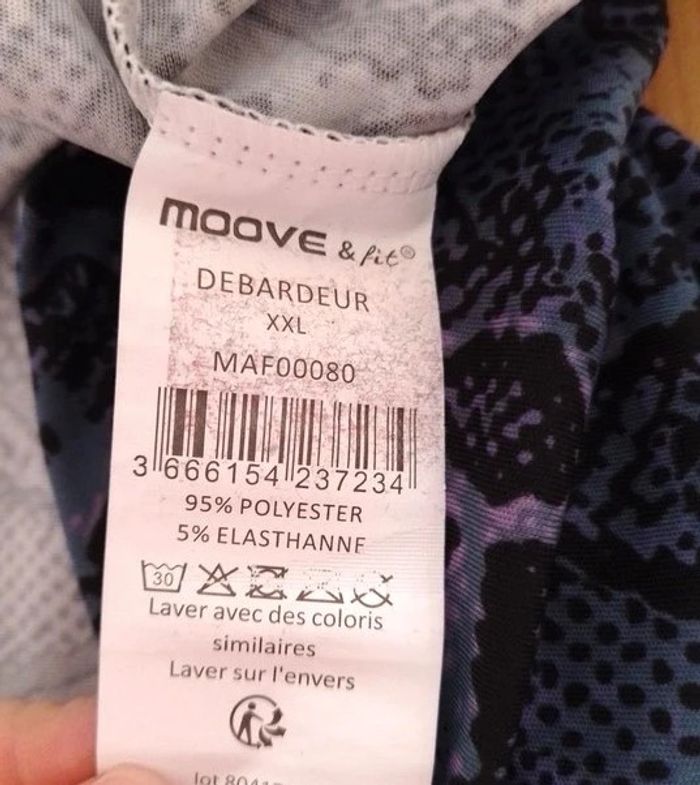 MOOVE & fit®
DEBARDEUR
XXL
MAF00080
3 666154 237234
95% POLYESTER
5% ELASTHANNE
30
Laver avec des coloris
similaires
Laver sur l'envers
lot